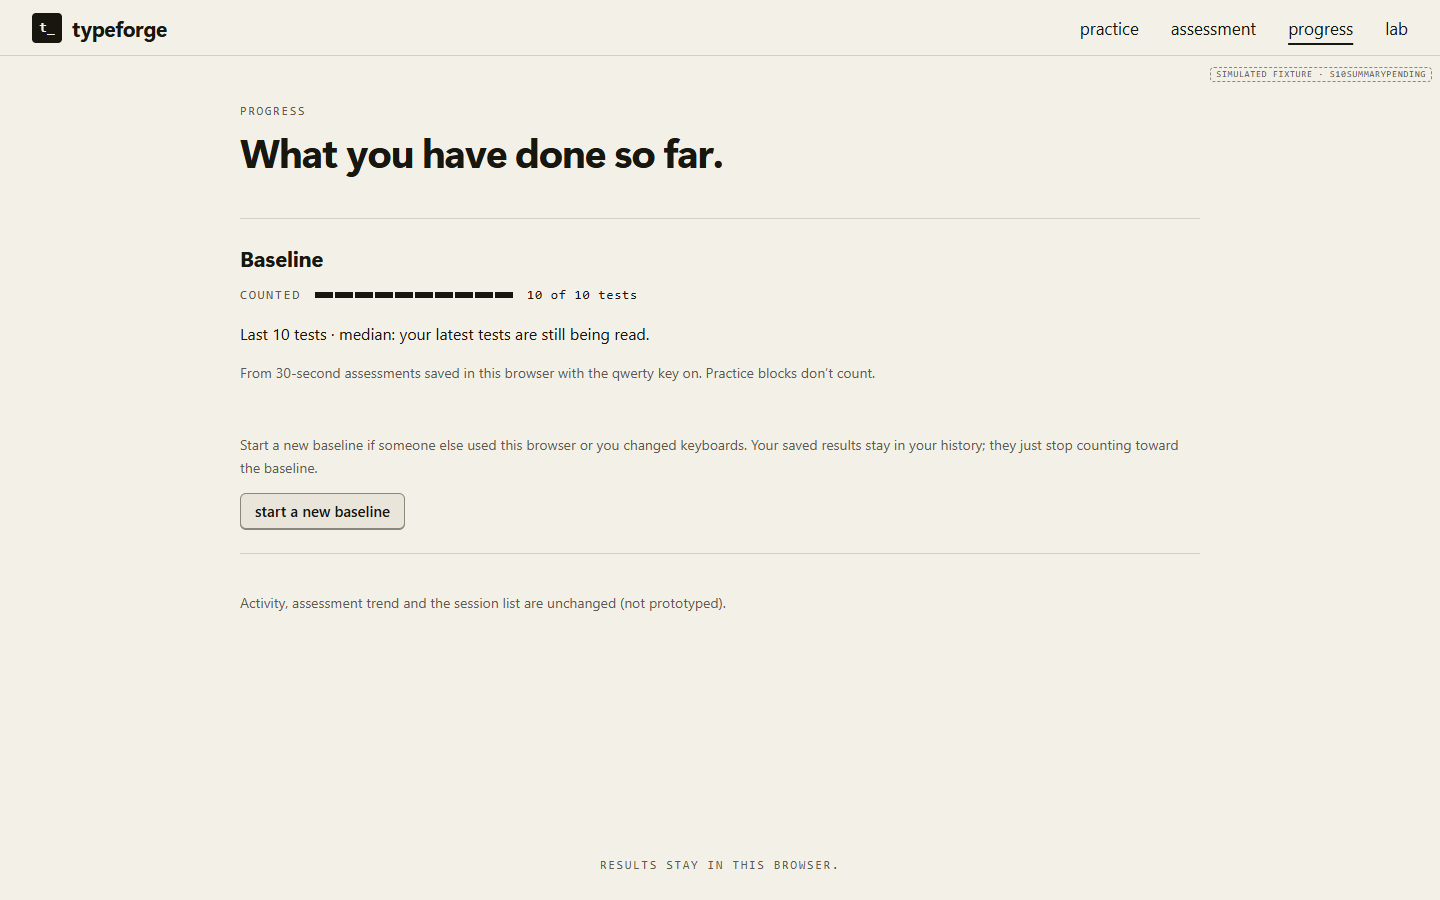 t_ typeforge
practice assessment progress lab
SIMULATED FIXTURE · S10SUMMARYPENDING
PROGRESS
What you have done so far.
Baseline
COUNTED 10 of 10 tests
Last 10 tests · median: your latest tests are still being read.
From 30-second assessments saved in this browser with the qwerty key on. Practice blocks don’t count.
Start a new baseline if someone else used this browser or you changed keyboards. Your saved results stay in your history; they just stop counting toward
the baseline.
start a new baseline
Activity, assessment trend and the session list are unchanged (not prototyped).
RESULTS STAY IN THIS BROWSER.